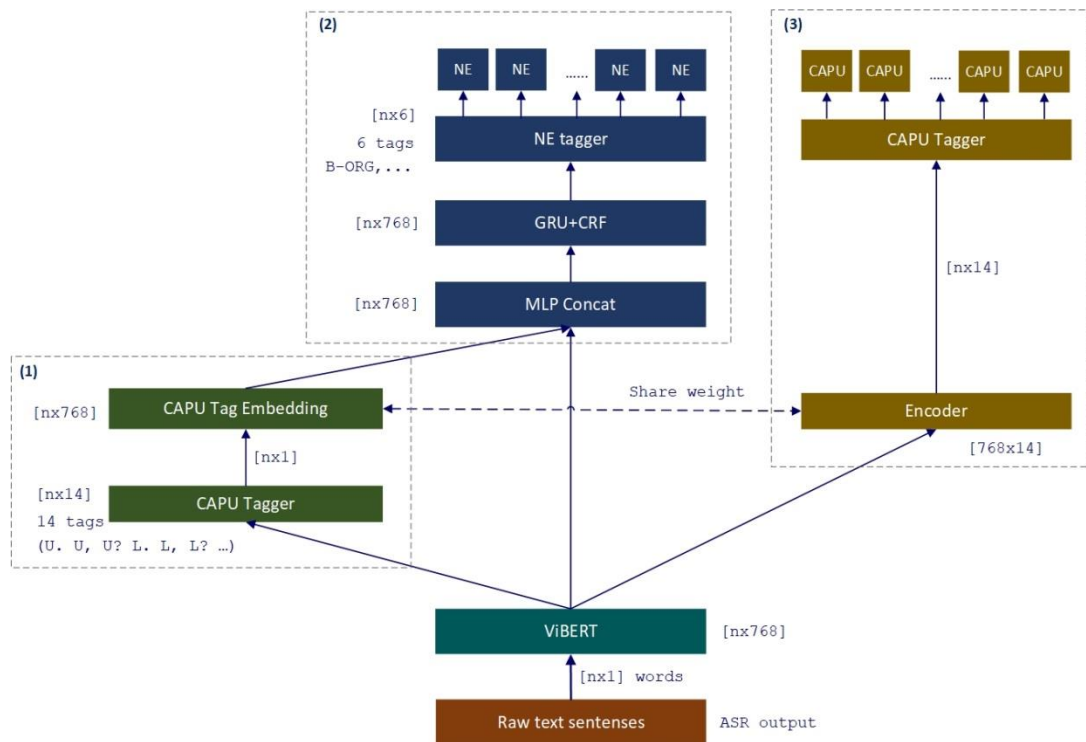 (2)
NE NE ...... NE NE
[nx6]
6 tags
B-ORG,...
NE tagger
[nx768]
GRU+CRF
[nx768]
MLP Concat
(3)
CAPU CAPU ...... CAPU CAPU
CAPU Tagger
[nx14]
Encoder
[768x14]
Share weight
(1)
[nx768]
CAPU Tag Embedding
[nx1]
[nx14]
CAPU Tagger
14 tags
(U. U, U? L. L, L? …)
ViBERT
[nx768]
[nx1] words
Raw text sentenses
ASR output